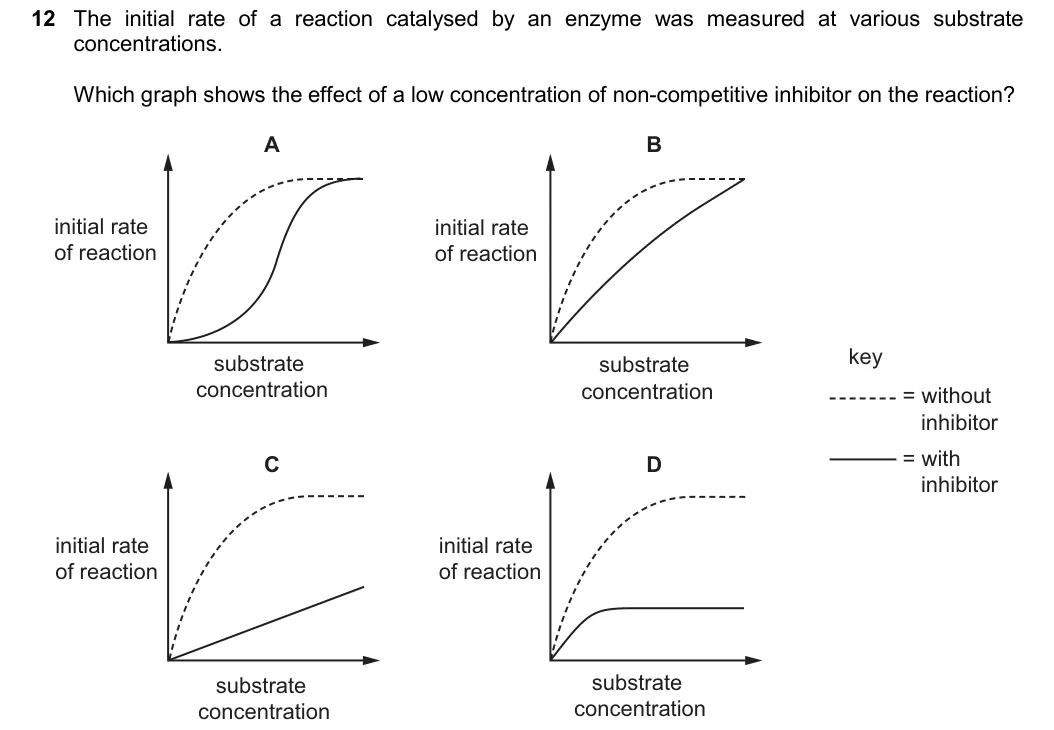 12 The initial rate of a reaction catalysed by an enzyme was measured at various substrate
concentrations.
Which graph shows the effect of a low concentration of non-competitive inhibitor on the reaction?
A
initial rate
of reaction
substrate
concentration
B
initial rate
of reaction
substrate
concentration
key
= without
inhibitor
= with
inhibitor
C
initial rate
of reaction
substrate
concentration
D
initial rate
of reaction
substrate
concentration